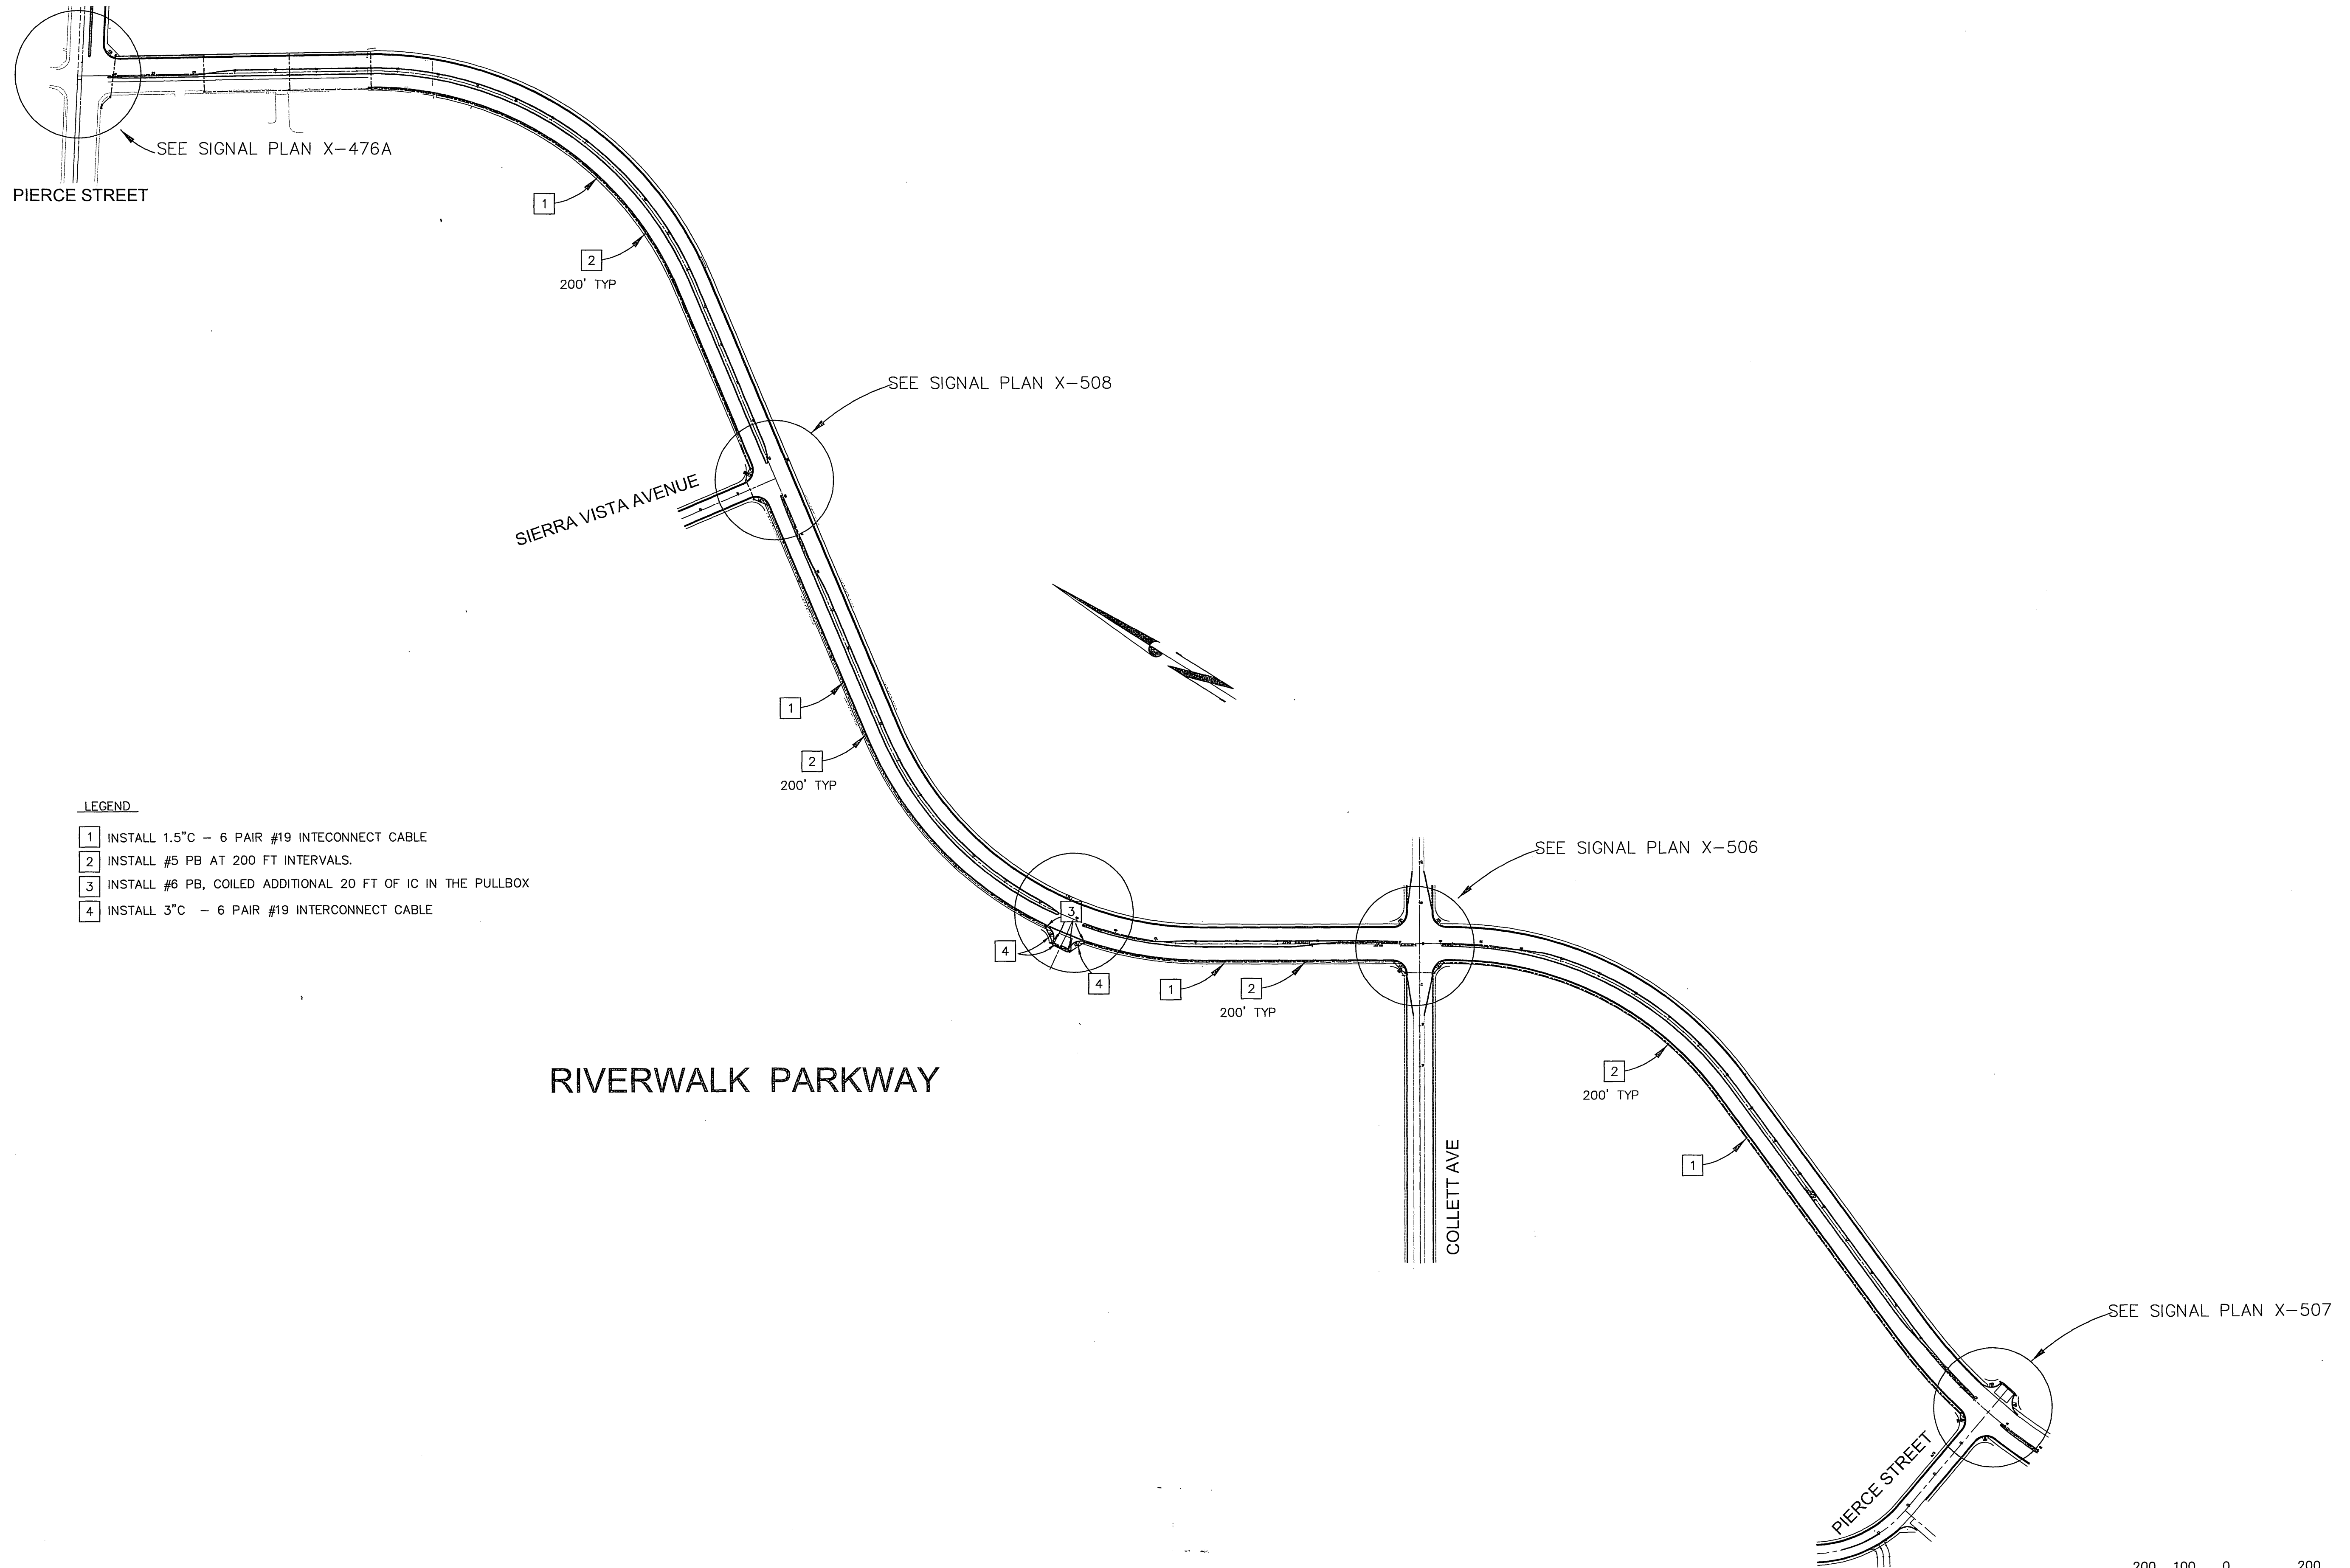 SEE SIGNAL PLAN X-476A
PIERCE STREET
1
2
200' TYP
SEE SIGNAL PLAN X-508
SIERRA VISTA AVENUE
1
2
200' TYP
LEGEND
1 INSTALL 1.5"C - 6 PAIR #19 INTECONNECT CABLE
2 INSTALL #5 PB AT 200 FT INTERVALS.
3 INSTALL #6 PB, COILED ADDITIONAL 20 FT OF IC IN THE PULLBOX
4 INSTALL 3"C - 6 PAIR #19 INTERCONNECT CABLE
SEE SIGNAL PLAN X-506
3
4
4
1
2
200' TYP
RIVERWALK PARKWAY
2
200' TYP
1
COLLETT AVE
SEE SIGNAL PLAN X-507
PIERCE STREET
200 100 0 200